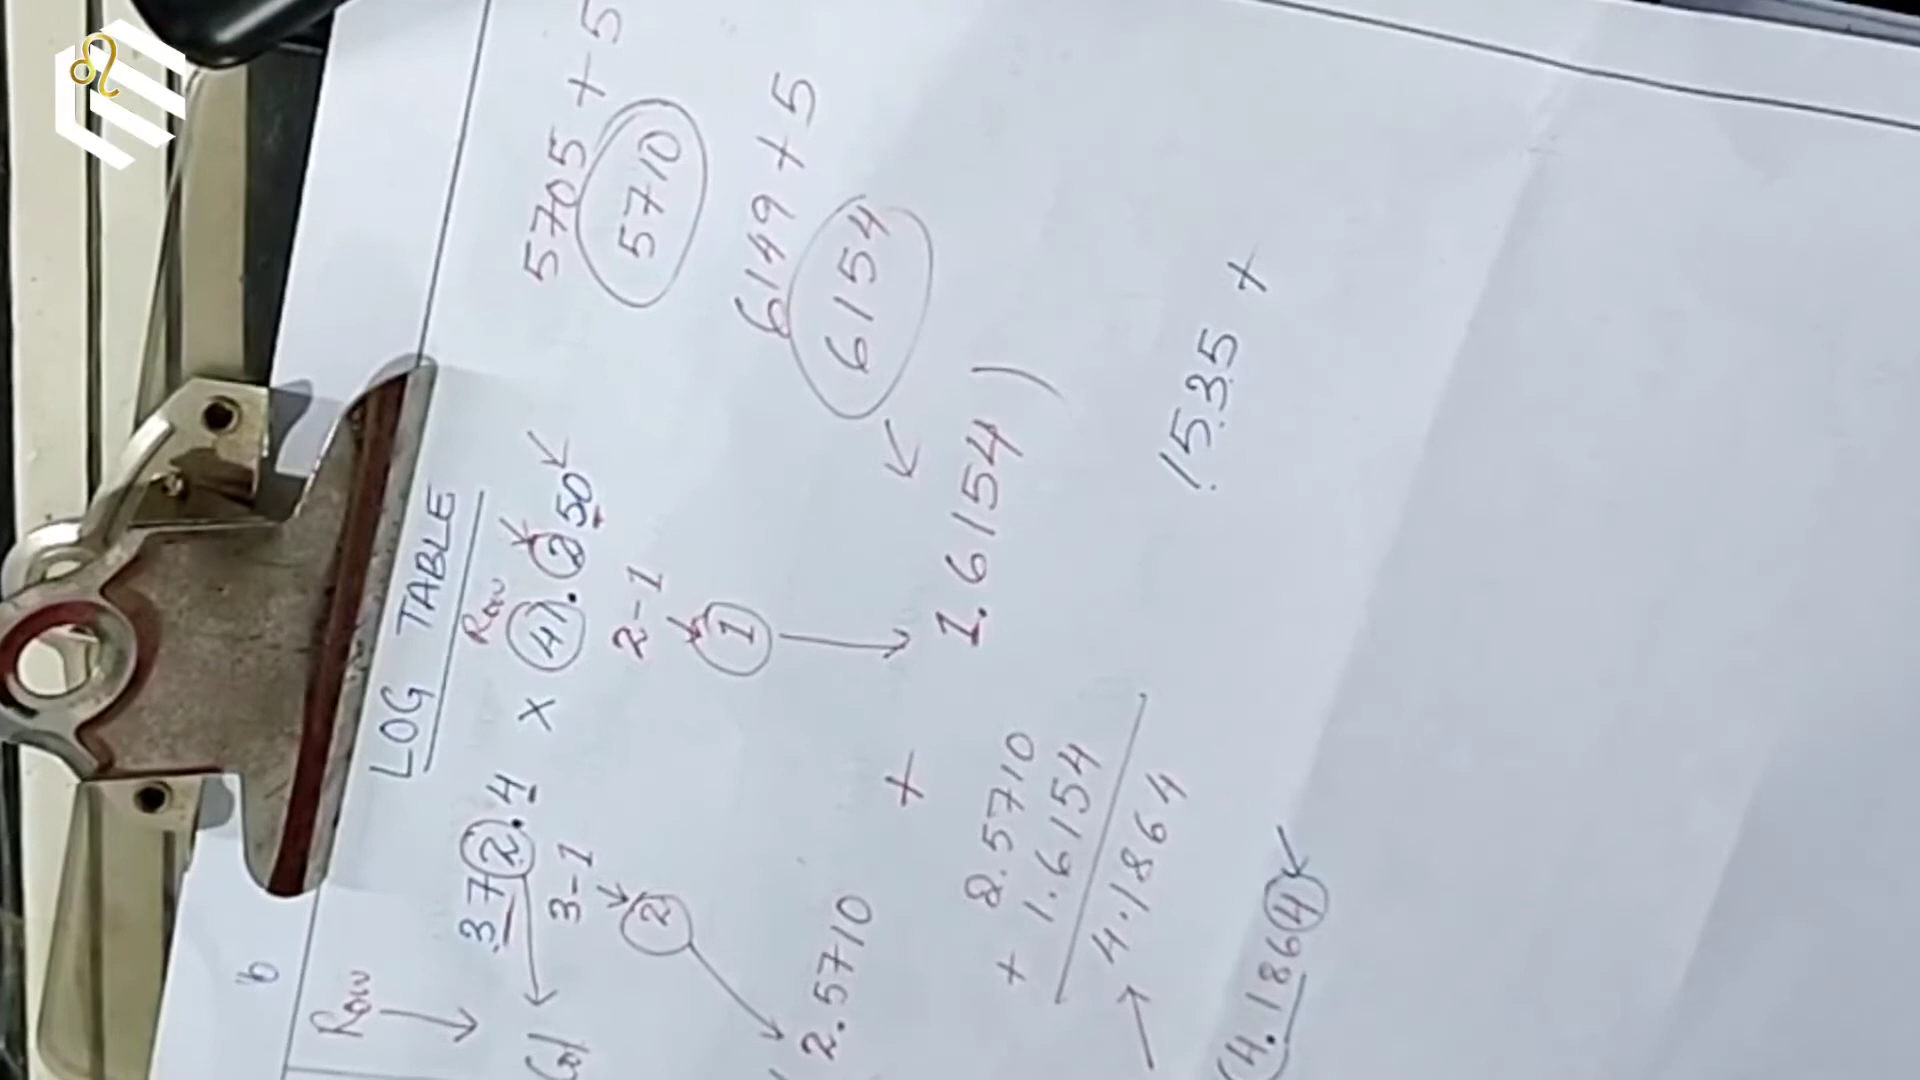 b
LOG TABLE
Row
Row
372.4 × 41.250
5705 + 5
5710
Col
3-1
2-1
2
1
6149 + 5
6154
2.5710 + 1.6154)
2.5710
+ 1.6154
4.1864
(4.1864
1535 +